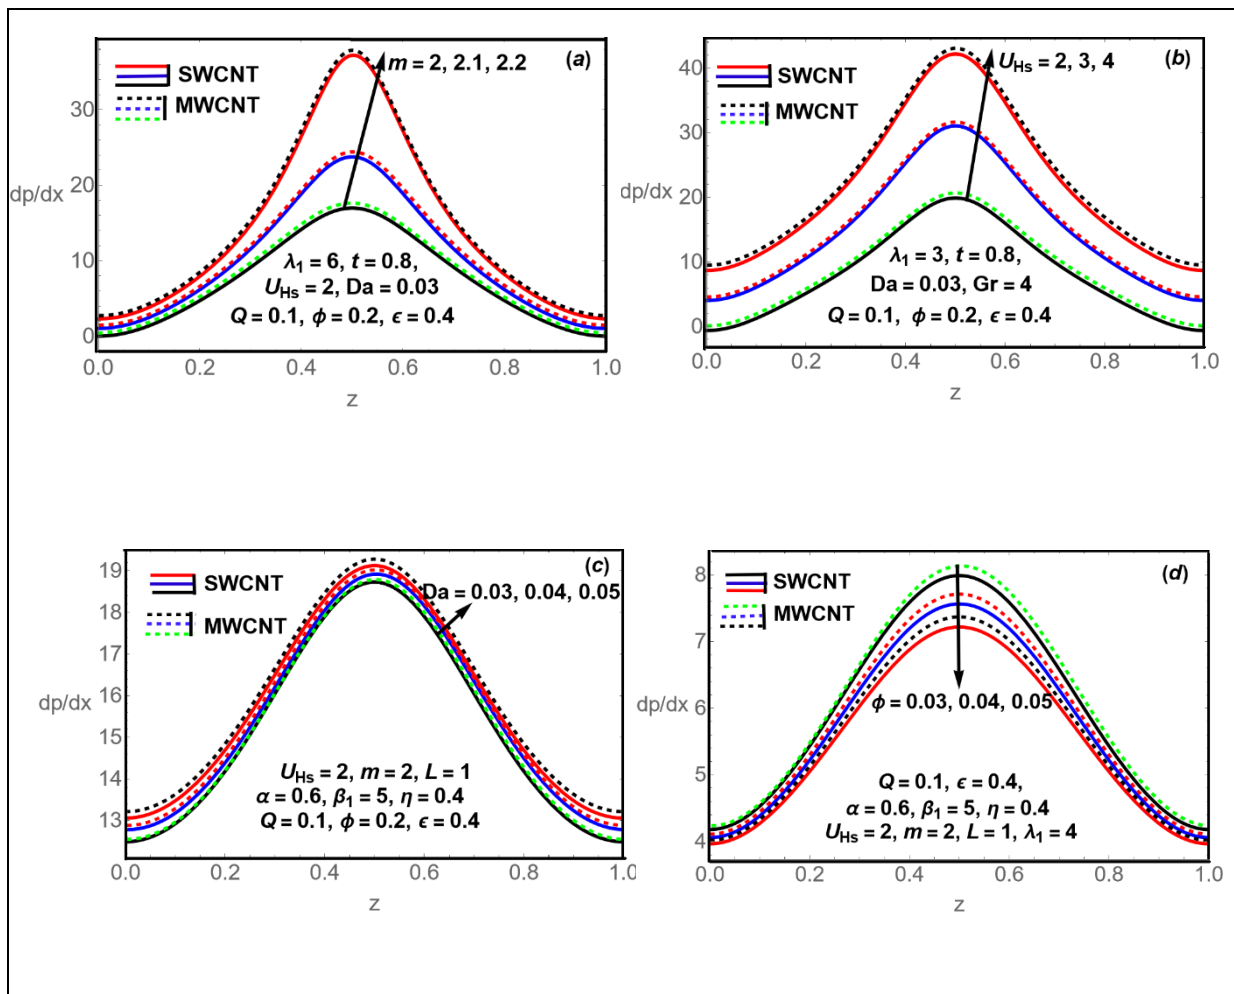 (a)
m = 2, 2.1, 2.2
SWCNT
MWCNT
dp/dx
30
20
10
0
λ₁ = 6, t = 0.8,
U_Hs = 2, Da = 0.03
Q = 0.1, ϕ = 0.2, ϵ = 0.4
0.0 0.2 0.4 0.6 0.8 1.0
z
(b)
U_Hs = 2, 3, 4
SWCNT
MWCNT
dp/dx
40
30
20
10
0
λ₁ = 3, t = 0.8,
Da = 0.03, Gr = 4
Q = 0.1, ϕ = 0.2, ϵ = 0.4
0.0 0.2 0.4 0.6 0.8 1.0
z
(c)
Da = 0.03, 0.04, 0.05
SWCNT
MWCNT
dp/dx
19
18
17
16
15
14
13
U_Hs = 2, m = 2, L = 1
α = 0.6, β₁ = 5, η = 0.4
Q = 0.1, ϕ = 0.2, ϵ = 0.4
0.0 0.2 0.4 0.6 0.8 1.0
z
(d)
SWCNT
MWCNT
ϕ = 0.03, 0.04, 0.05
dp/dx
8
7
6
5
4
Q = 0.1, ϵ = 0.4,
α = 0.6, β₁ = 5, η = 0.4
U_Hs = 2, m = 2, L = 1, λ₁ = 4
0.0 0.2 0.4 0.6 0.8 1.0
z